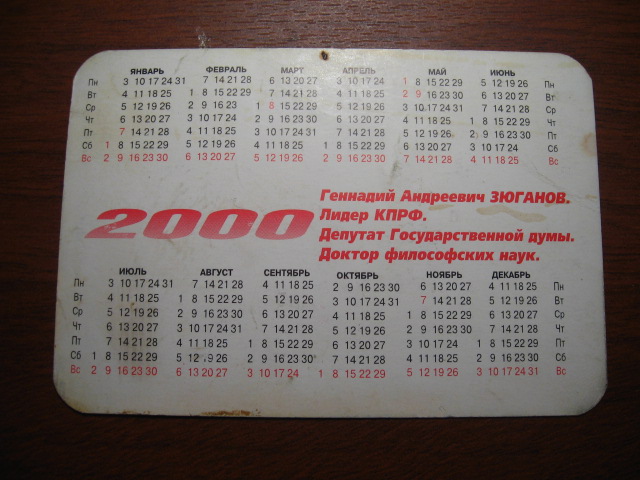 ЯНВАРЬ ФЕВРАЛЬ МАРТ АПРЕЛЬ МАЙ ИЮНЬ
Пн 3 10 17 24 31 7 14 21 28 6 13 20 27 3 10 17 24 1 8 15 22 29 5 12 19 26 Пн
Вт 4 11 18 25 1 8 15 22 29 7 14 21 28 4 11 18 25 2 9 16 23 30 6 13 20 27 Вт
Ср 5 12 19 26 2 9 16 23 1 8 15 22 29 5 12 19 26 3 10 17 24 31 7 14 21 28 Ср
Чт 6 13 20 27 3 10 17 24 2 9 16 23 30 6 13 20 27 4 11 18 25 1 8 15 22 29 Чт
Пт 7 14 21 28 4 11 18 25 3 10 17 24 31 7 14 21 28 5 12 19 26 2 9 16 23 30 Пт
Сб 1 8 15 22 29 5 12 19 26 4 11 18 25 1 8 15 22 29 6 13 20 27 3 10 17 24 Сб
Вс 2 9 16 23 30 6 13 20 27 5 12 19 26 2 9 16 23 30 7 14 21 28 4 11 18 25 Вс
2000
Геннадий Андреевич ЗЮГАНОВ.
Лидер КПРФ.
Депутат Государственной думы.
Доктор философских наук.
ИЮЛЬ АВГУСТ СЕНТЯБРЬ ОКТЯБРЬ НОЯБРЬ ДЕКАБРЬ
Пн 3 10 17 24 31 7 14 21 28 4 11 18 25 2 9 16 23 30 6 13 20 27 4 11 18 25 Пн
Вт 4 11 18 25 1 8 15 22 29 5 12 19 26 3 10 17 24 31 7 14 21 28 5 12 19 26 Вт
Ср 5 12 19 26 2 9 16 23 30 6 13 20 27 4 11 18 25 1 8 15 22 29 6 13 20 27 Ср
Чт 6 13 20 27 3 10 17 24 31 7 14 21 28 5 12 19 26 2 9 16 23 30 7 14 21 28 Чт
Пт 7 14 21 28 4 11 18 25 1 8 15 22 29 6 13 20 27 3 10 17 24 1 8 15 22 29 Пт
Сб 1 8 15 22 29 5 12 19 26 2 9 16 23 30 7 14 21 28 4 11 18 25 2 9 16 23 30 Сб
Вс 2 9 16 23 30 6 13 20 27 3 10 17 24 1 8 15 22 29 5 12 19 26 3 10 17 24 31 Вс